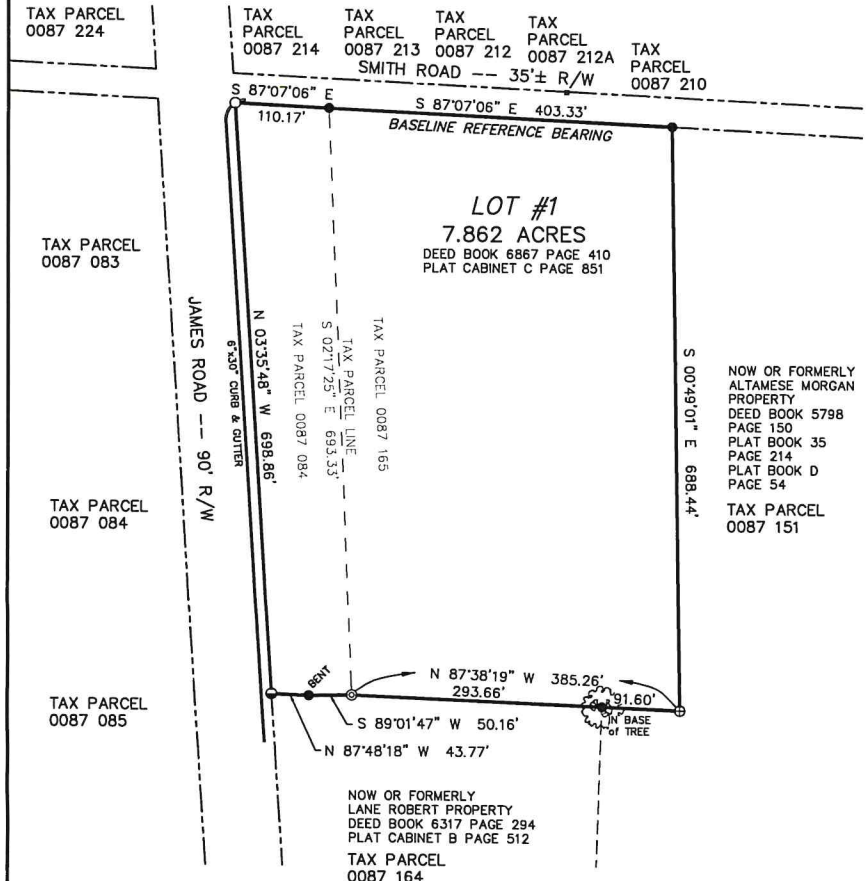 TAX PARCEL
0087 224
TAX
PARCEL
0087 214
TAX
PARCEL
0087 213
TAX
PARCEL
0087 212
TAX
PARCEL
0087 212A
TAX
PARCEL
0087 210
SMITH ROAD -- 35'± R/W
S 87°07'06" E
110.17'
S 87°07'06" E 403.33'
BASELINE REFERENCE BEARING
LOT #1
7.862 ACRES
DEED BOOK 6867 PAGE 410
PLAT CABINET C PAGE 851
TAX PARCEL
0087 083
JAMES ROAD -- 90' R/W
6"x30" CURB & GUTTER
N 03°35'48" W 698.86'
TAX PARCEL 0087 084
S 02°17'25" E 693.33'
TAX PARCEL LINE
TAX PARCEL 0087 165
S 00°49'01" E 688.44'
NOW OR FORMERLY
ALTAMESE MORGAN
PROPERTY
DEED BOOK 5798
PAGE 150
PLAT BOOK 35
PAGE 214
PLAT BOOK D
PAGE 54
TAX PARCEL
0087 151
TAX PARCEL
0087 084
TAX PARCEL
0087 085
BENT
N 87°38'19" W 385.26'
293.66'
91.60'
IN BASE
of TREE
S 89°01'47" W 50.16'
N 87°48'18" W 43.77'
NOW OR FORMERLY
LANE ROBERT PROPERTY
DEED BOOK 6317 PAGE 294
PLAT CABINET B PAGE 512
TAX PARCEL
0087 164